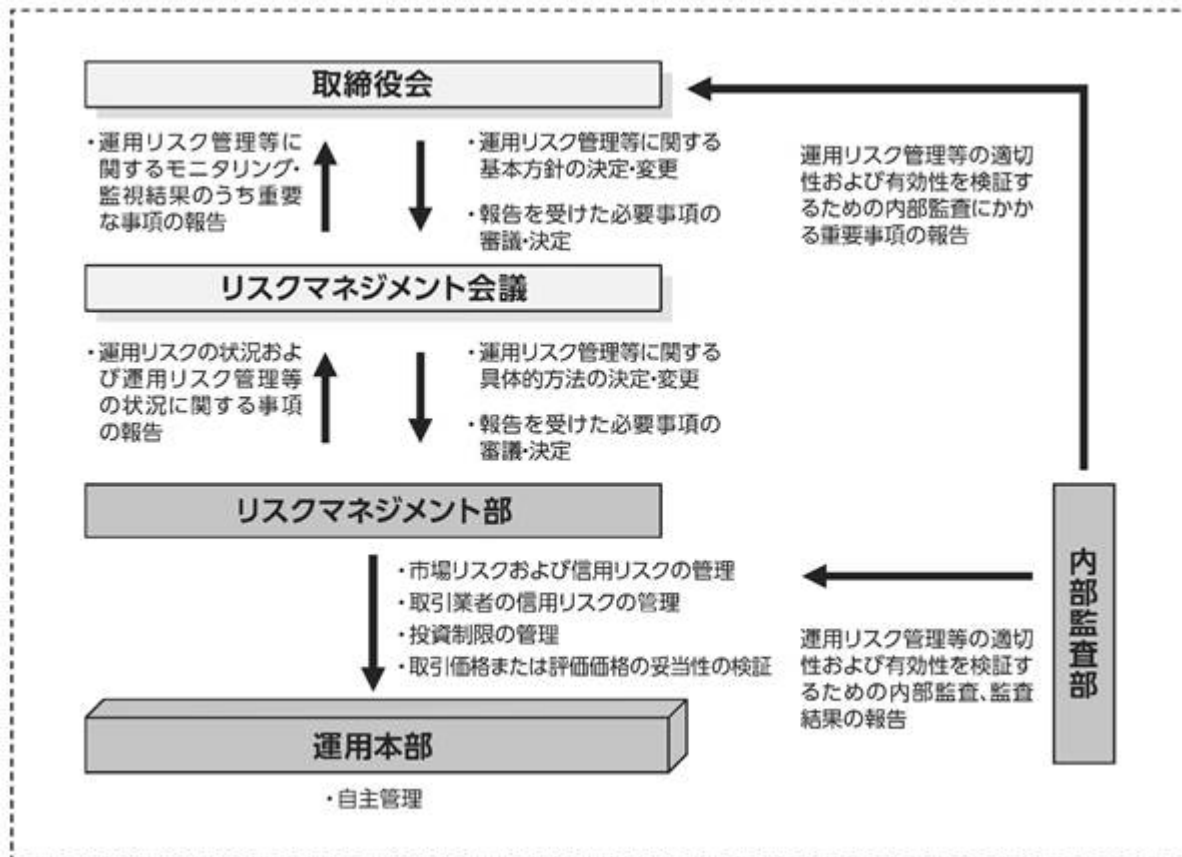 取締役会
・運用リスク管理等に
関するモニタリング・
監視結果のうち重要
な事項の報告
・運用リスク管理等に関する
基本方針の決定・変更
・報告を受けた必要事項の
審議・決定
運用リスク管理等の適切
性および有効性を検証す
るための内部監査にかか
る重要事項の報告
リスクマネジメント会議
・運用リスクの状況およ
び運用リスク管理等
の状況に関する事項
の報告
・運用リスク管理等に関する
具体的方法の決定・変更
・報告を受けた必要事項の
審議・決定
リスクマネジメント部
・市場リスクおよび信用リスクの管理
・取引業者の信用リスクの管理
・投資制限の管理
・取引価格または評価価格の妥当性の検証
内部監査部
運用リスク管理等の適切
性および有効性を検証す
るための内部監査、監査
結果の報告
運用本部
・自主管理